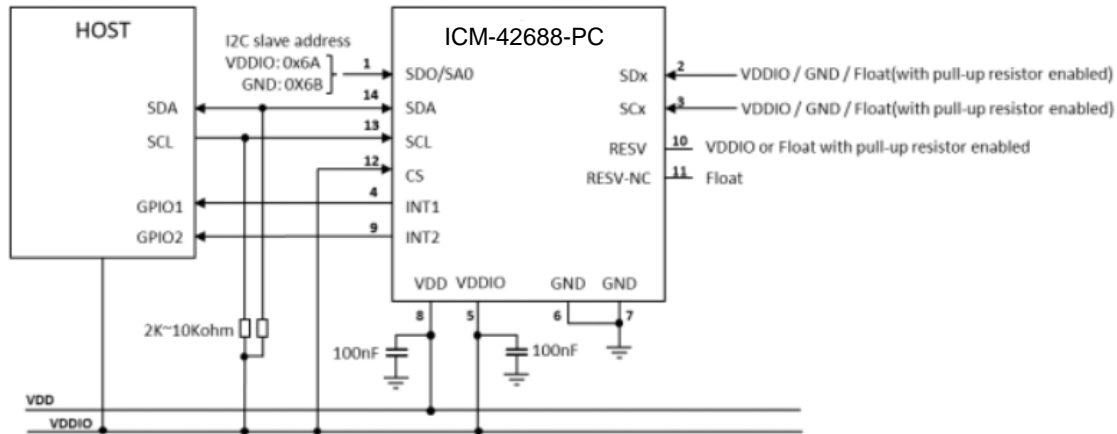 HOST
ICM-42688-PC
I2C slave address
VDDIO: 0x6A
GND: 0X6B
1
SDO/SA0
SDx
2
VDDIO / GND / Float(with pull-up resistor enabled)
SDA
14
SDA
SCx
3
VDDIO / GND / Float(with pull-up resistor enabled)
SCL
13
SCL
RESV
10
VDDIO or Float with pull-up resistor enabled
12
CS
RESV-NC
11
Float
GPIO1
4
INT1
GPIO2
9
INT2
VDD
VDDIO
GND
GND
8
5
6
7
2K~10Kohm
100nF
100nF
VDD
VDDIO